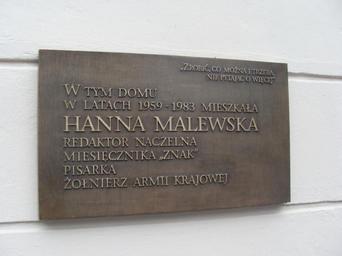 „ZROBIĆ, CO MOŻNA I TRZEBA,
NIE PYTAJĄC O WIĘCEJ”
W TYM DOMU
W LATACH 1959-1983 MIESZKAŁA
HANNA MALEWSKA
REDAKTOR NACZELNA
MIESIĘCZNIKA „ZNAK”
PISARKA
ŻOŁNIERZ ARMII KRAJOWEJ